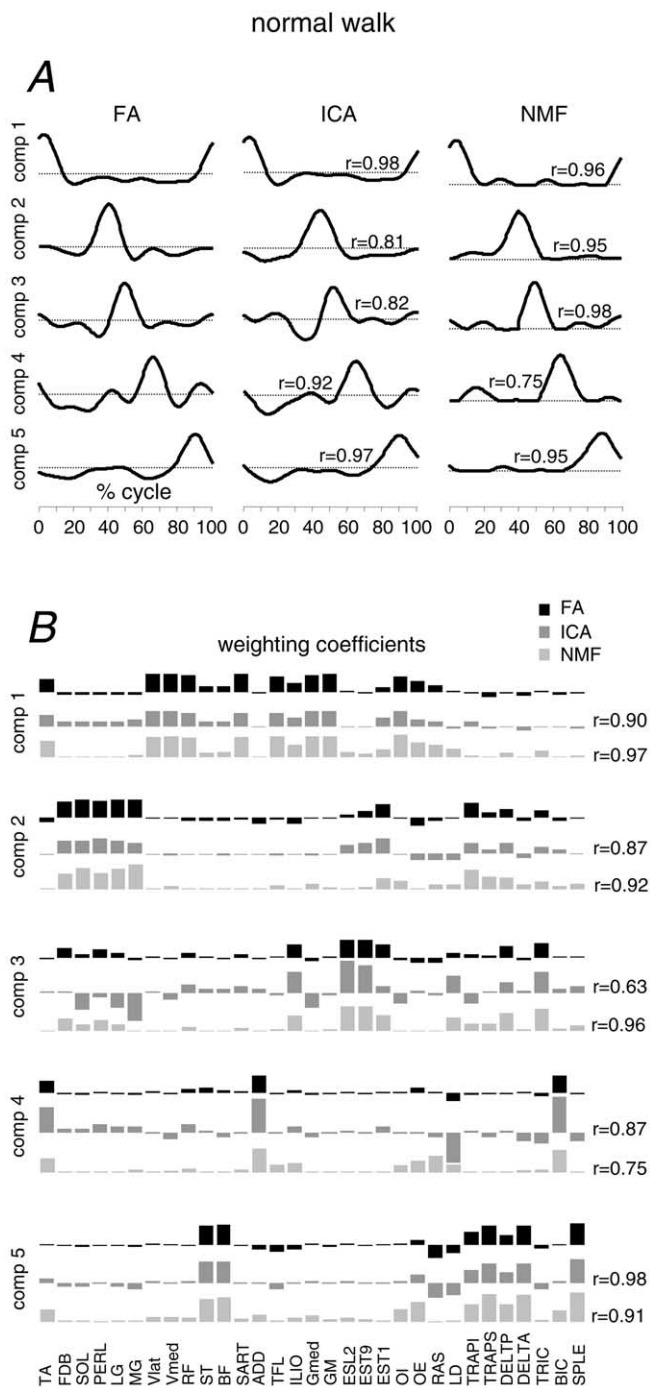 normal walk
A
FA ICA NMF
comp 1
r=0.98
r=0.96
comp 2
r=0.81
r=0.95
comp 3
r=0.82
r=0.98
comp 4
r=0.92
r=0.75
comp 5
r=0.97
r=0.95
% cycle
0 20 40 60 80 100 0 20 40 60 80 100 0 20 40 60 80 100
B
weighting coefficients
FA
ICA
NMF
comp 1
r=0.90
r=0.97
comp 2
r=0.87
r=0.92
comp 3
r=0.63
r=0.96
comp 4
r=0.87
r=0.75
comp 5
r=0.98
r=0.91
TA
FDB
SOL
PERL
LG
MG
Vlat
Vmed
RF
ST
BF
SART
ADD
TFL
ILIO
Gmed
GM
ESL2
EST9
EST1
OI
OE
RAS
LD
TRAPI
TRAPS
DELTP
DELTA
TRIC
BIC
SPLE